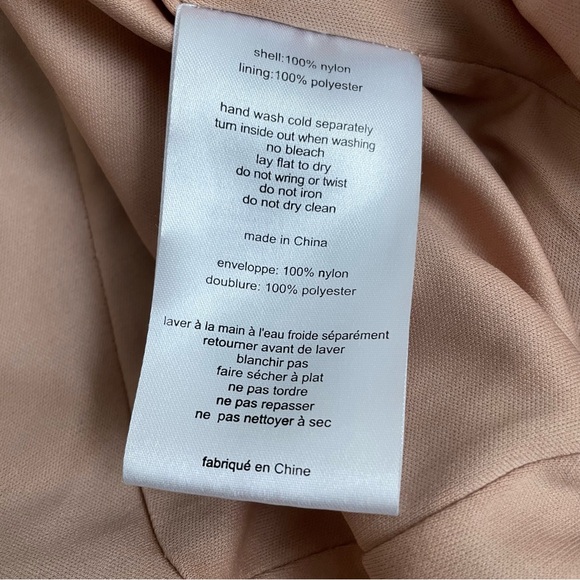 shell:100% nylon
lining:100% polyester
hand wash cold separately
turn inside out when washing
no bleach
lay flat to dry
do not wring or twist
do not iron
do not dry clean
made in China
enveloppe: 100% nylon
doublure: 100% polyester
laver à la main à l'eau froide séparément
retourner avant de laver
blanchir pas
faire sécher à plat
ne pas tordre
ne pas repasser
ne pas nettoyer à sec
fabriqué en Chine